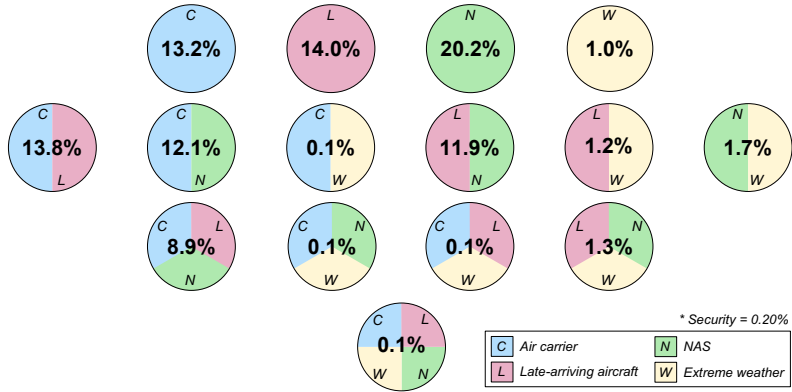 C
13.2%
L
14.0%
N
20.2%
W
1.0%
C
13.8%
L
C
12.1%
N
C
0.1%
W
L
11.9%
N
L
1.2%
W
N
1.7%
W
C L
8.9%
N
C N
0.1%
W
C L
0.1%
W
L N
1.3%
W
C L
0.1%
W N
* Security = 0.20%
C Air carrier N NAS
L Late-arriving aircraft W Extreme weather